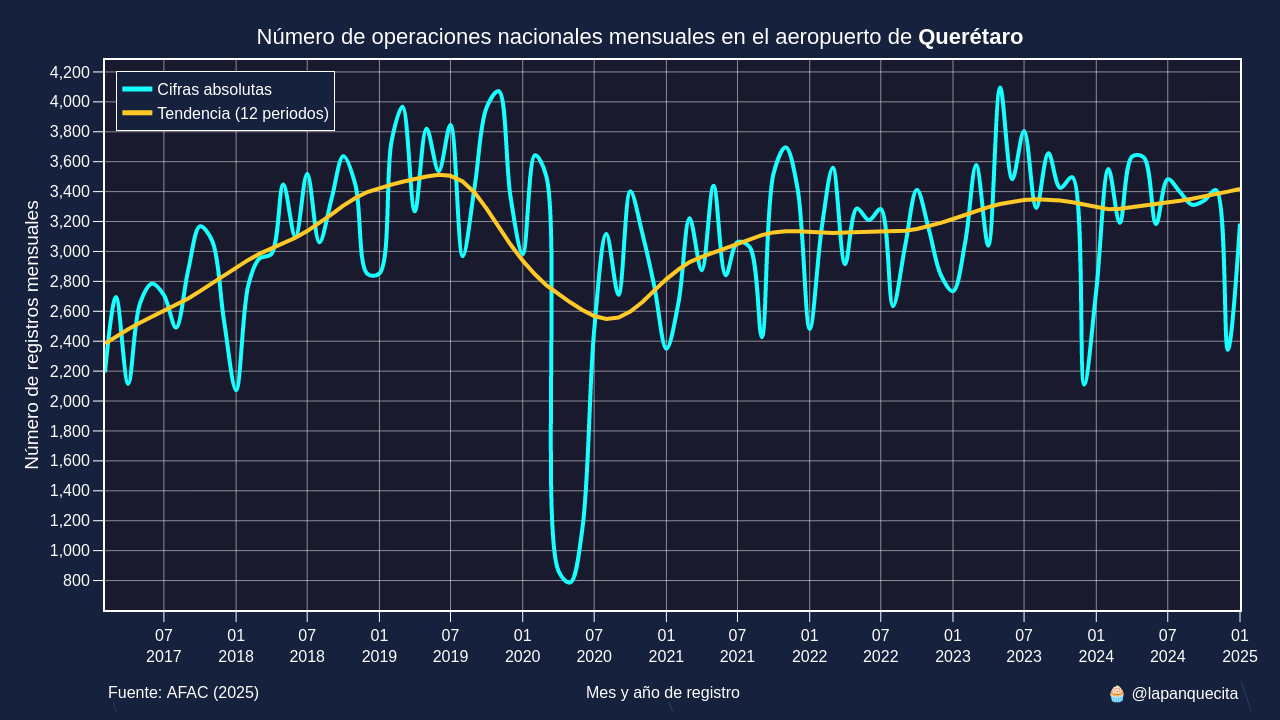 Número de operaciones nacionales mensuales en el aeropuerto de Querétaro
Cifras absolutas
Tendencia (12 periodos)
Número de registros mensuales
4,200
4,000
3,800
3,600
3,400
3,200
3,000
2,800
2,600
2,400
2,200
2,000
1,800
1,600
1,400
1,200
1,000
800
07 01 07 01 07 01 07 01 07 01 07 01 07 01 07 01
2017 2018 2018 2019 2019 2020 2020 2021 2021 2022 2022 2023 2023 2024 2024 2025
Fuente: AFAC (2025)
Mes y año de registro
🧁 @lapanquecita